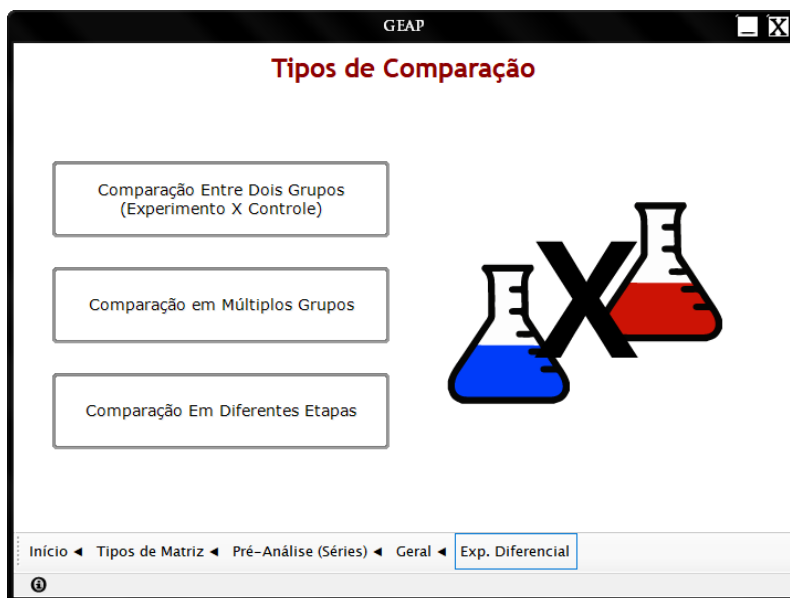 GEAP
Tipos de Comparação
Comparação Entre Dois Grupos
(Experimento X Controle)
Comparação em Múltiplos Grupos
Comparação Em Diferentes Etapas
X
Início ◄ Tipos de Matriz ◄ Pré-Análise (Séries) ◄ Geral ◄ Exp. Diferencial